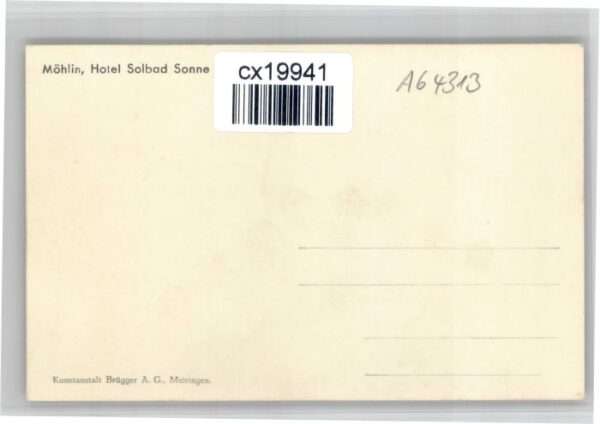 Möhlin, Hotel Solbad Sonne
cx19941
A64313
Kunstanstalt Brügger A. G., Meiringen.